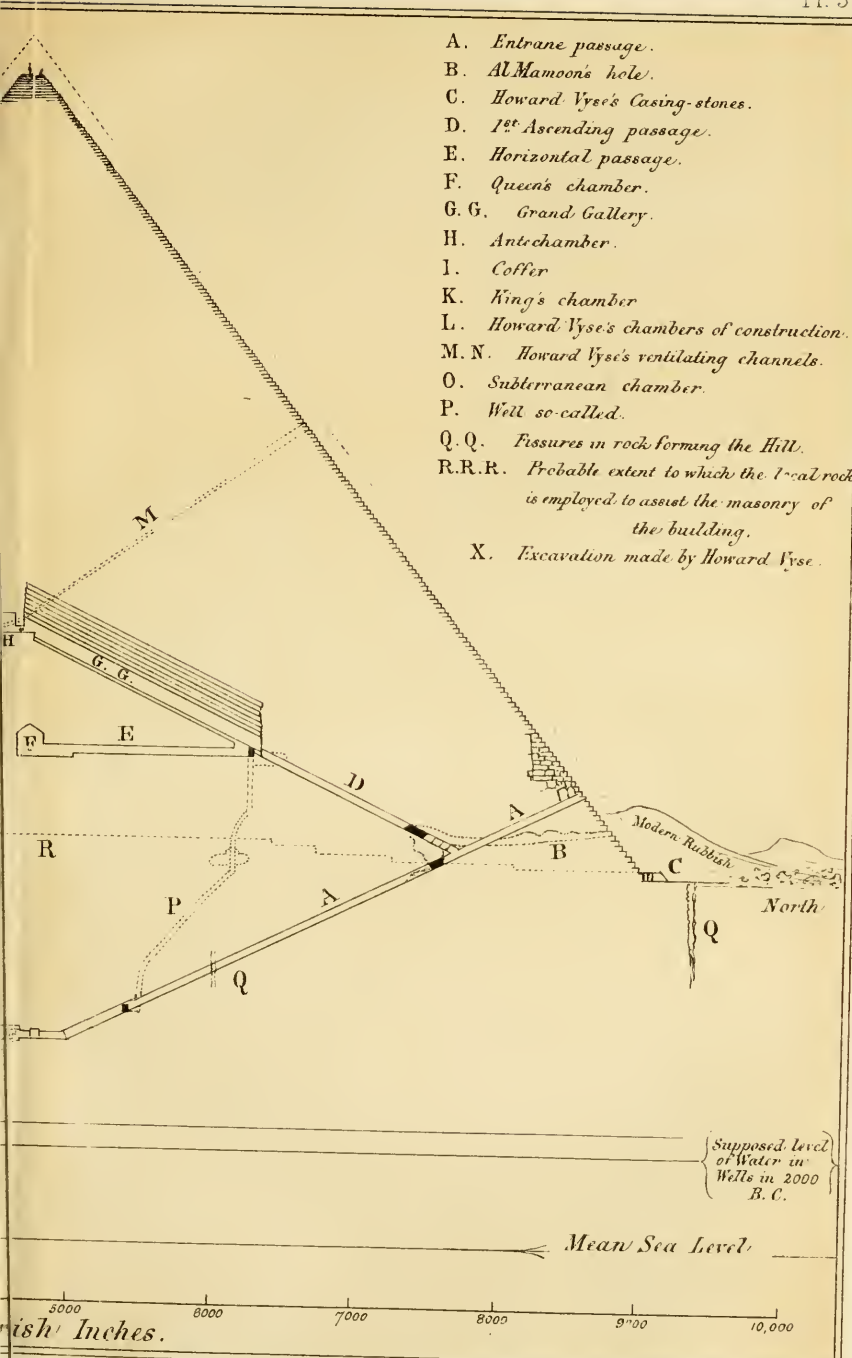 A. Entrane passage.
B. Al Mamoon's hole.
C. Howard Vyse's Casing-stones.
D. 1st Ascending passage.
E. Horizontal passage.
F. Queen's chamber.
G. G. Grand Gallery.
H. Antechamber.
I. Coffer
K. King's chamber
L. Howard Vyse's chambers of construction.
M. N. Howard Vyse's ventilating channels.
O. Subterranean chamber.
P. Well so-called.
Q. Q. Fissures in rock forming the Hill.
R. R. R. Probable extent to which the local rock
is employed to assist the masonry of
the building.
X. Excavation made by Howard Vyse.
M
H
G. G.
F
E
D
A
R
B
Modern Rubbish
C
North
P
A
Q
Q
Supposed level
of Water in
Wells in 2000
B. C.
Mean Sea Level
5000 6000 7000 8000 9000 10,000
ish Inches.